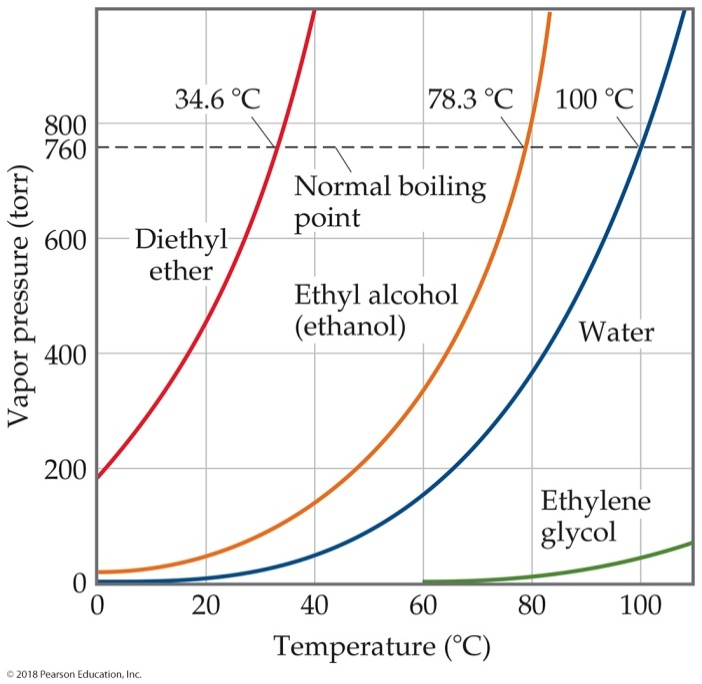 34.6 °C
78.3 °C
100 °C
800
760
600
400
200
0
Vapor pressure (torr)
Normal boiling
point
Diethyl
ether
Ethyl alcohol
(ethanol)
Water
Ethylene
glycol
0
20
40
60
80
100
Temperature (°C)
© 2018 Pearson Education, Inc.